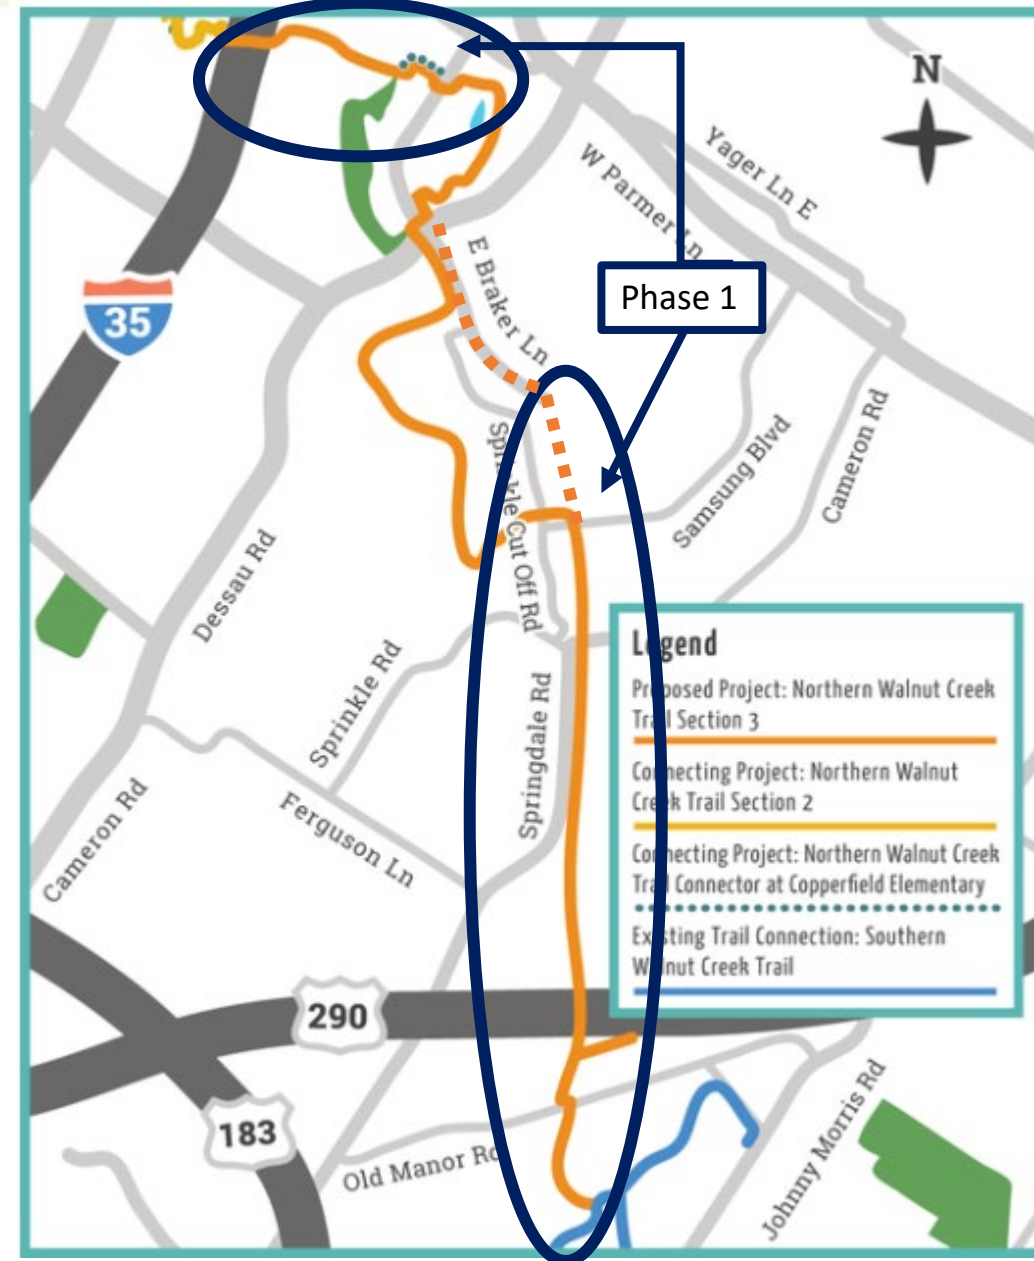 N
Yager Ln E
W Parmer Ln
E Braker Ln
Phase 1
35
Sprinkle Cut Off Rd
Samsung Blvd
Cameron Rd
Dessau Rd
Sprinkle Rd
Springdale Rd
Ferguson Ln
Cameron Rd
Legend
Proposed Project: Northern Walnut Creek
Trail Section 3
Connecting Project: Northern Walnut
Creek Trail Section 2
Connecting Project: Northern Walnut Creek
Trail Connector at Copperfield Elementary
Existing Trail Connection: Southern
Walnut Creek Trail
290
183
Old Manor Rd
Johnny Morris Rd